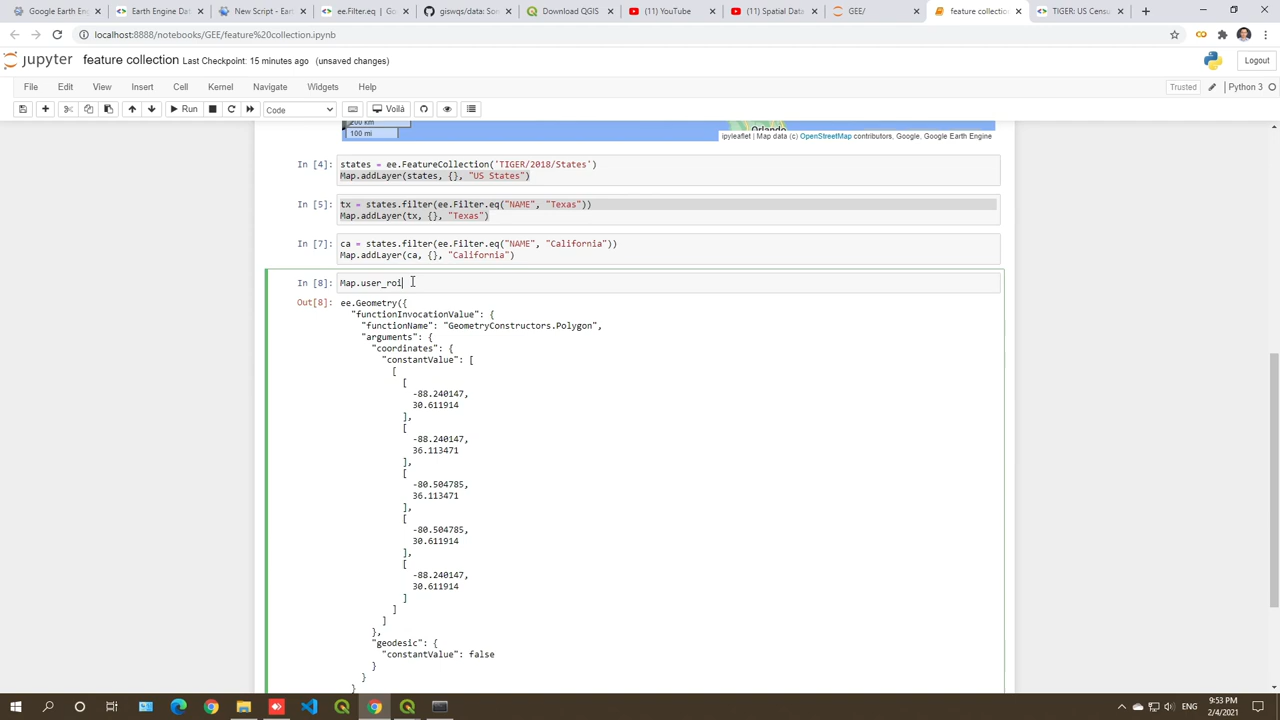 Google Eart
Earth Engine Dat
New Script - Eart
ee.Filter.eq | Go
giswqs/data: Som
Download QGIS
(11) YouTube
(11) Spatial Data
GEE/
feature collectio
TIGER: US Censu
localhost:8888/notebooks/GEE/feature%20collection.ipynb
jupyter feature collection Last Checkpoint: 15 minutes ago (unsaved changes)
Logout
File Edit View Insert Cell Kernel Navigate Widgets Help
Trusted Python 3
Run Code Voilà
200 km
100 mi
Orlando
ipyleaflet | Map data (c) OpenStreetMap contributors, Google, Google Earth Engine
In [4]: states = ee.FeatureCollection('TIGER/2018/States')
Map.addLayer(states, {}, "US States")
In [5]: tx = states.filter(ee.Filter.eq("NAME", "Texas"))
Map.addLayer(tx, {}, "Texas")
In [7]: ca = states.filter(ee.Filter.eq("NAME", "California"))
Map.addLayer(ca, {}, "California")
In [8]: Map.user_roi
Out[8]: ee.Geometry({
"functionInvocationValue": {
"functionName": "GeometryConstructors.Polygon",
"arguments": {
"coordinates": {
"constantValue": [
[
[
-88.240147,
30.611914
],
[
-88.240147,
36.113471
],
[
-80.504785,
36.113471
],
[
-80.504785,
30.611914
],
[
-88.240147,
30.611914
]
]
]
},
"geodesic": {
"constantValue": false
}
}
}
ENG
9:53 PM
2/4/2021